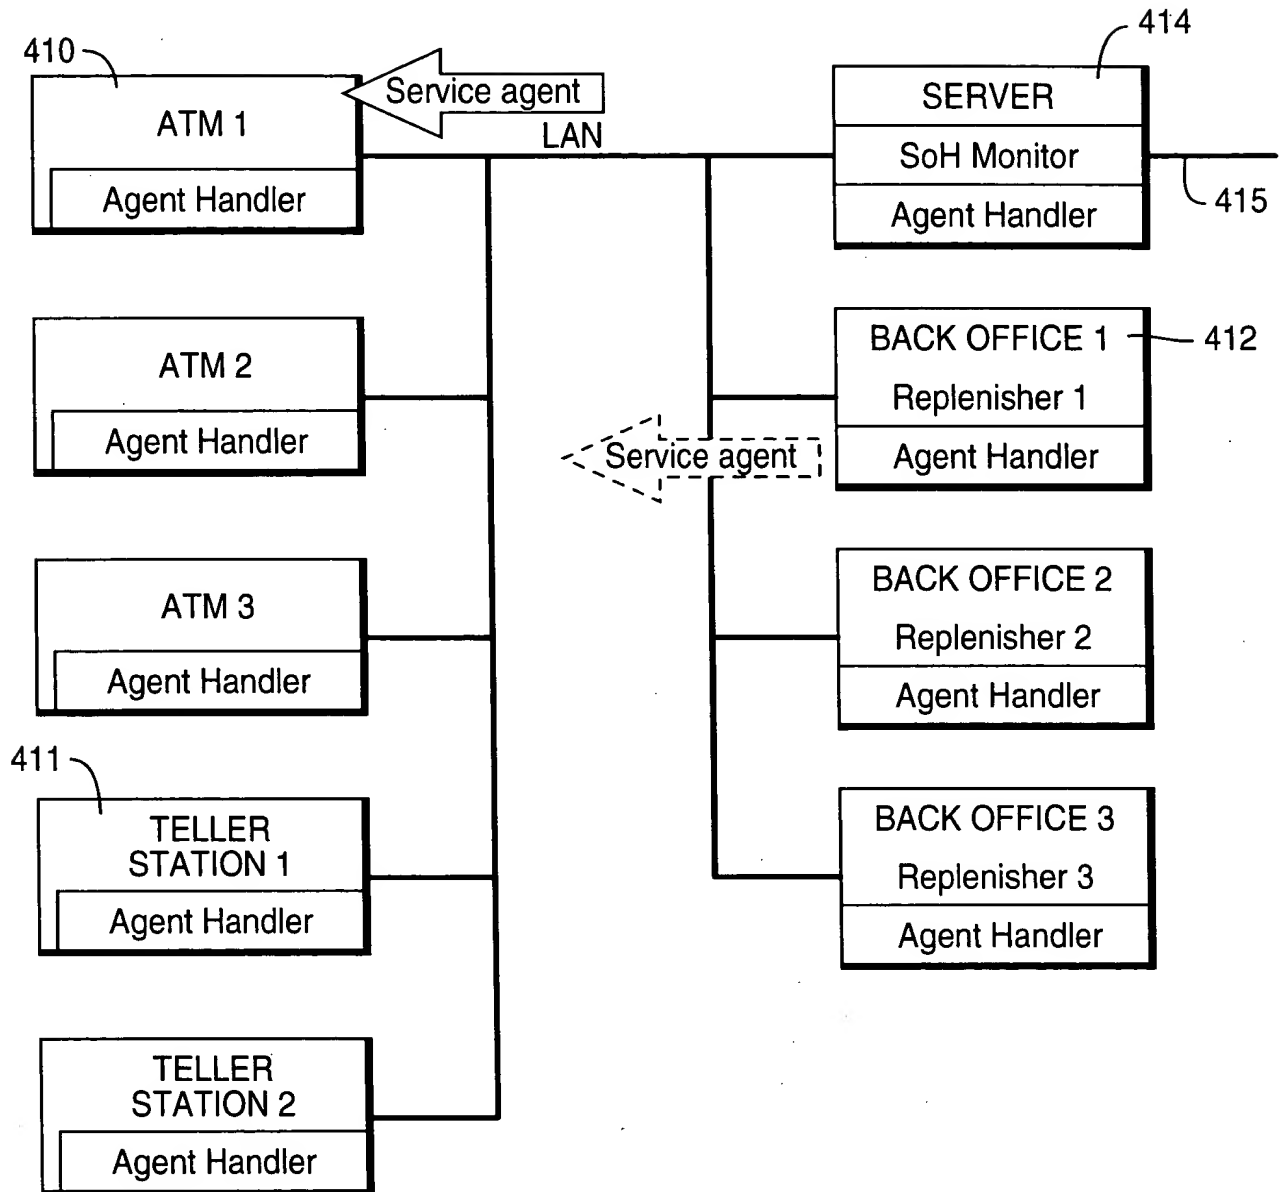 410
ATM 1
Agent Handler
Service agent
LAN
414
SERVER
SoH Monitor
Agent Handler
415
ATM 2
Agent Handler
BACK OFFICE 1
412
Replenisher 1
Agent Handler
Service agent
ATM 3
Agent Handler
BACK OFFICE 2
Replenisher 2
Agent Handler
411
TELLER
STATION 1
Agent Handler
BACK OFFICE 3
Replenisher 3
Agent Handler
TELLER
STATION 2
Agent Handler